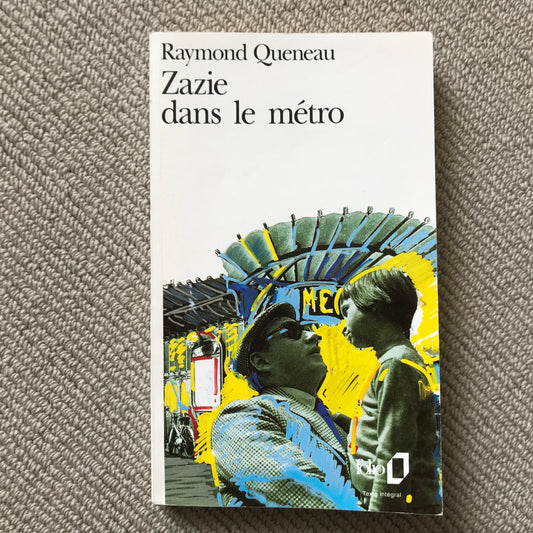 Raymond Queneau
Zazie
dans le métro
folio
Texte intégral